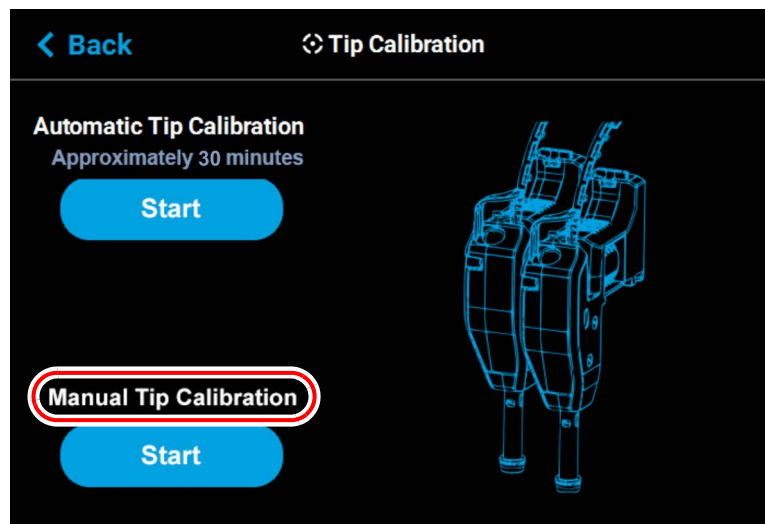 Back
Tip Calibration
Automatic Tip Calibration
Approximately 30 minutes
Start
Manual Tip Calibration
Start